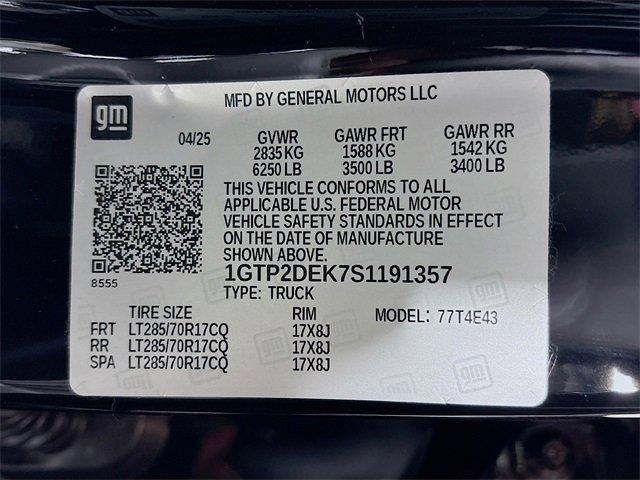 gm
MFD BY GENERAL MOTORS LLC
04/25 GVWR GAWR FRT GAWR RR
2835 KG 1588 KG 1542 KG
6250 LB 3500 LB 3400 LB
THIS VEHICLE CONFORMS TO ALL
APPLICABLE U.S. FEDERAL MOTOR
VEHICLE SAFETY STANDARDS IN EFFECT
ON THE DATE OF MANUFACTURE
SHOWN ABOVE.
1GTP2DEK7S1191357
8555
TYPE: TRUCK
TIRE SIZE RIM MODEL: 77T4E43
FRT LT285/70R17CQ 17X8J
RR LT285/70R17CQ 17X8J
SPA LT285/70R17CQ 17X8J